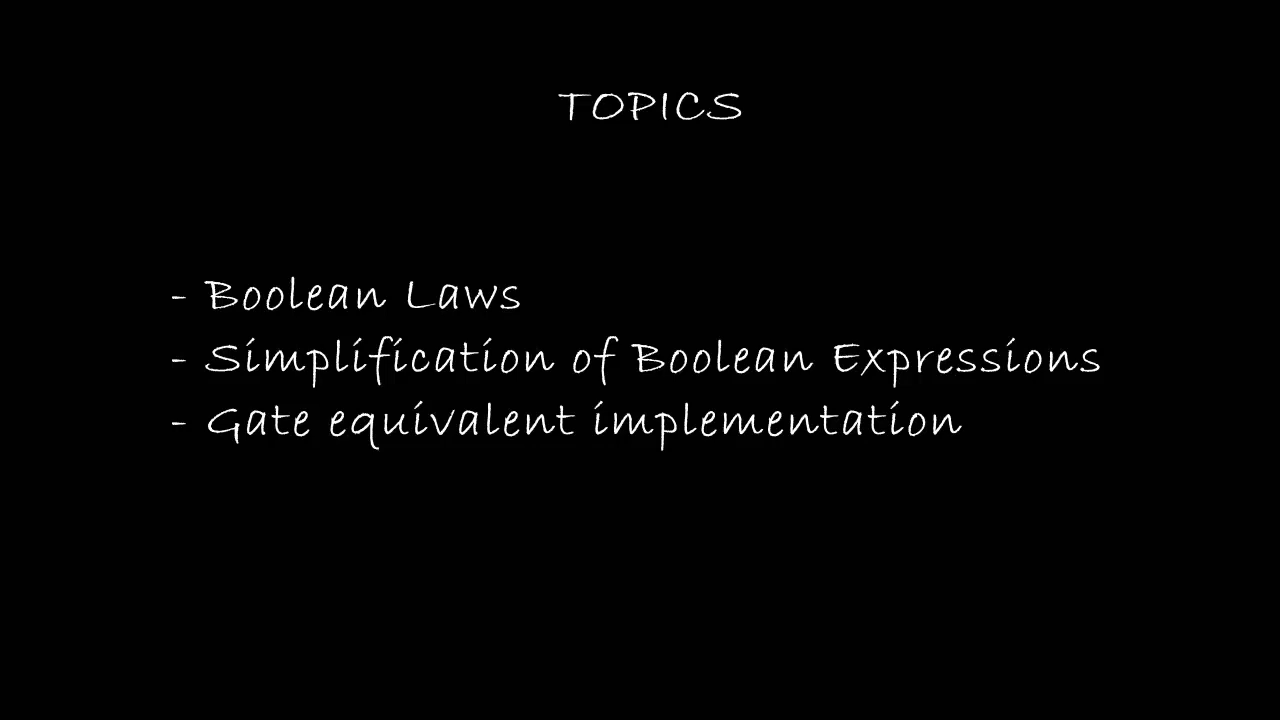 TOPICS
- Boolean Laws
- Simplification of Boolean Expressions
- Gate equivalent implementation